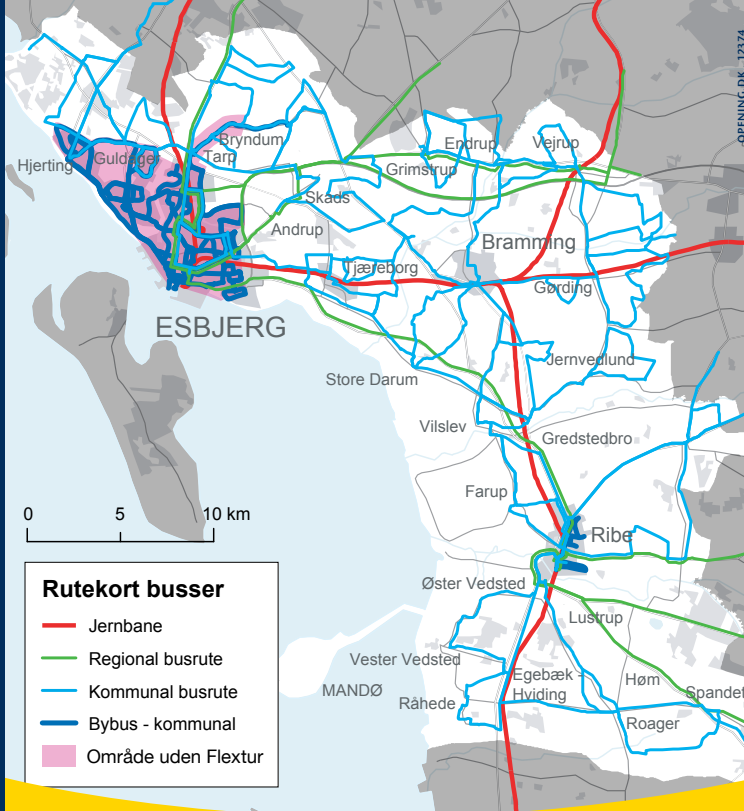 OPENING.DK - 12374
Hjerting
Guldager
Bryndum
Tarp
Endrup
Vejrup
Grimstrup
Skads
Andrup
Bramming
Tjæreborg
Gørding
ESBJERG
Jernvedlund
Store Darum
Vilslev
Gredstedbro
Farup
0 5 10 km
Ribe
Øster Vedsted
Lustrup
Vester Vedsted
MANDØ
Råhede
Egebæk -
Hviding
Høm
Spandet
Roager
Rutekort busser
Jernbane
Regional busrute
Kommunal busrute
Bybus - kommunal
Område uden Flextur